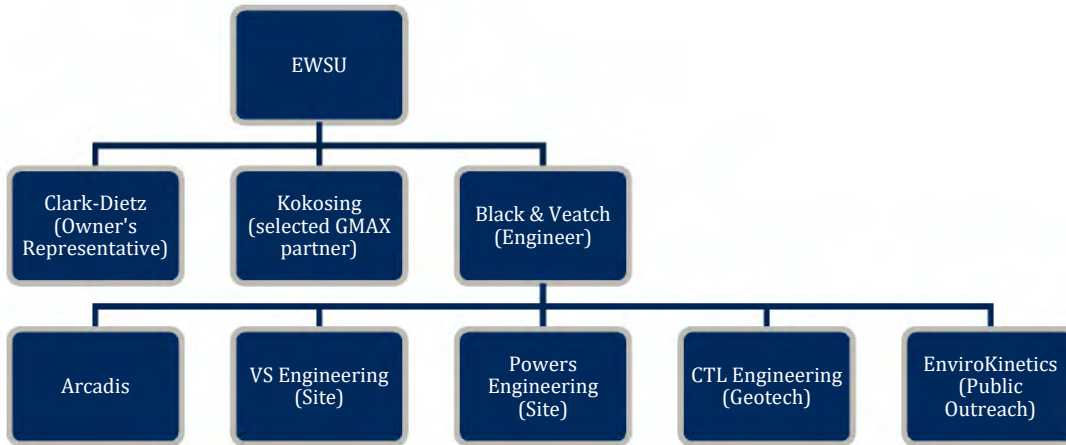 EWSU
Clark-Dietz
(Owner's
Representative)
Kokosing
(selected GMAX
partner)
Black & Veatch
(Engineer)
Arcadis
VS Engineering
(Site)
Powers
Engineering
(Site)
CTL Engineering
(Geotech)
EnviroKinetics
(Public
Outreach)